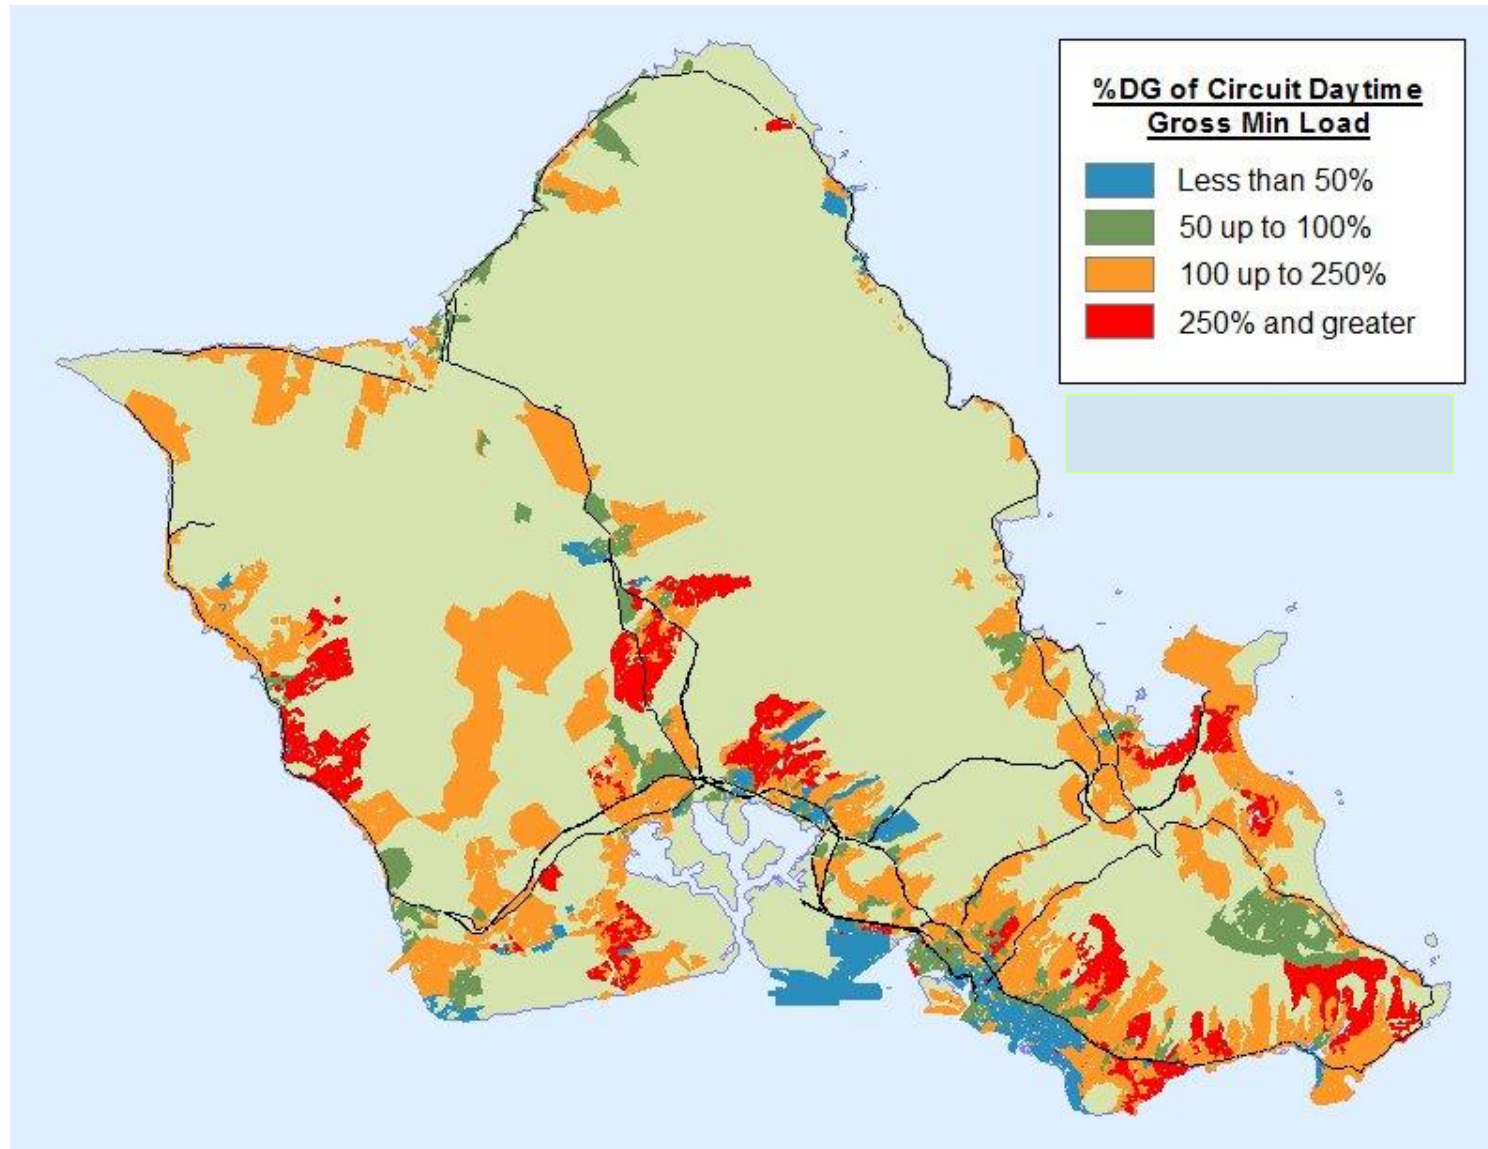 %DG of Circuit Daytime
Gross Min Load
Less than 50%
50 up to 100%
100 up to 250%
250% and greater